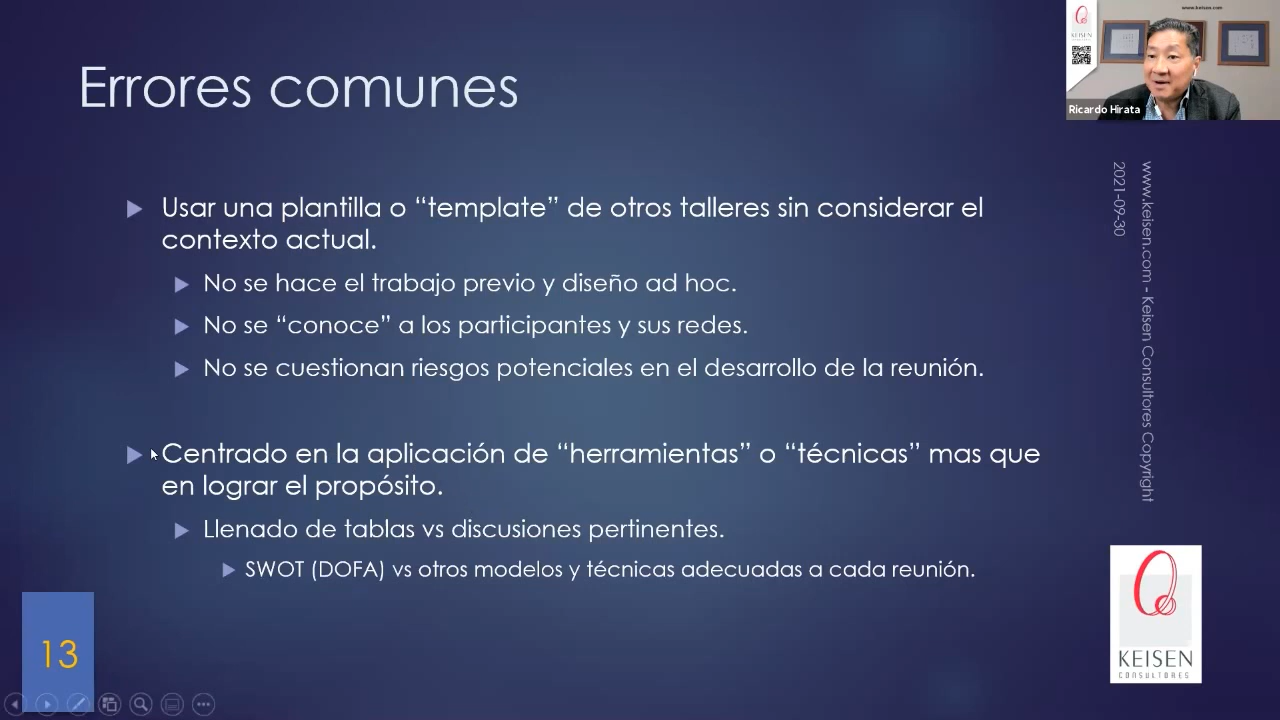 Errores comunes
Usar una plantilla o “template” de otros talleres sin considerar el
contexto actual.
No se hace el trabajo previo y diseño ad hoc.
No se “conoce” a los participantes y sus redes.
No se cuestionan riesgos potenciales en el desarrollo de la reunión.
Centrado en la aplicación de “herramientas” o “técnicas” mas que
en lograr el propósito.
Llenado de tablas vs discusiones pertinentes.
SWOT (DOFA) vs otros modelos y técnicas adecuadas a cada reunión.
13
www.keisen.com
KEISEN
Ricardo Hirata
www.keisen.com - Keisen Consultores Copyright
2021-09-30
KEISEN
CONSULTORES